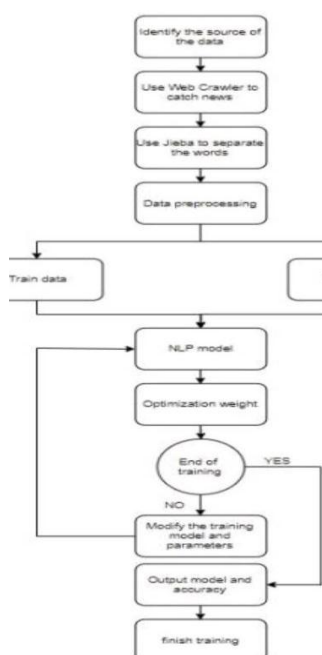 Identify the source of
the data
Use Web Crawler to
catch news
Use Jieba to separate
the words
Data preprocessing
Train data
NLP model
Optimization weight
End of
training
YES
NO
Modify the training
model and
parameters
Output model and
accuracy
finish training